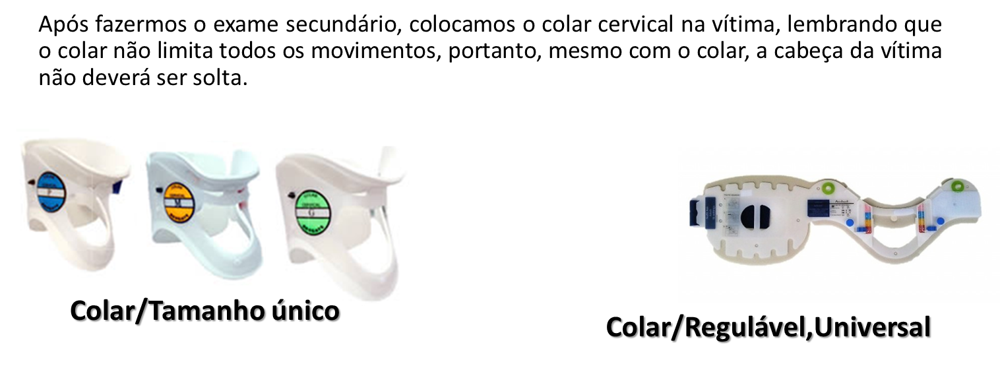 Após fazermos o exame secundário, colocamos o colar cervical na vítima, lembrando que
o colar não limita todos os movimentos, portanto, mesmo com o colar, a cabeça da vítima
não deverá ser solta.
P
M
G
Colar/Tamanho único
Colar/Regulável,Universal